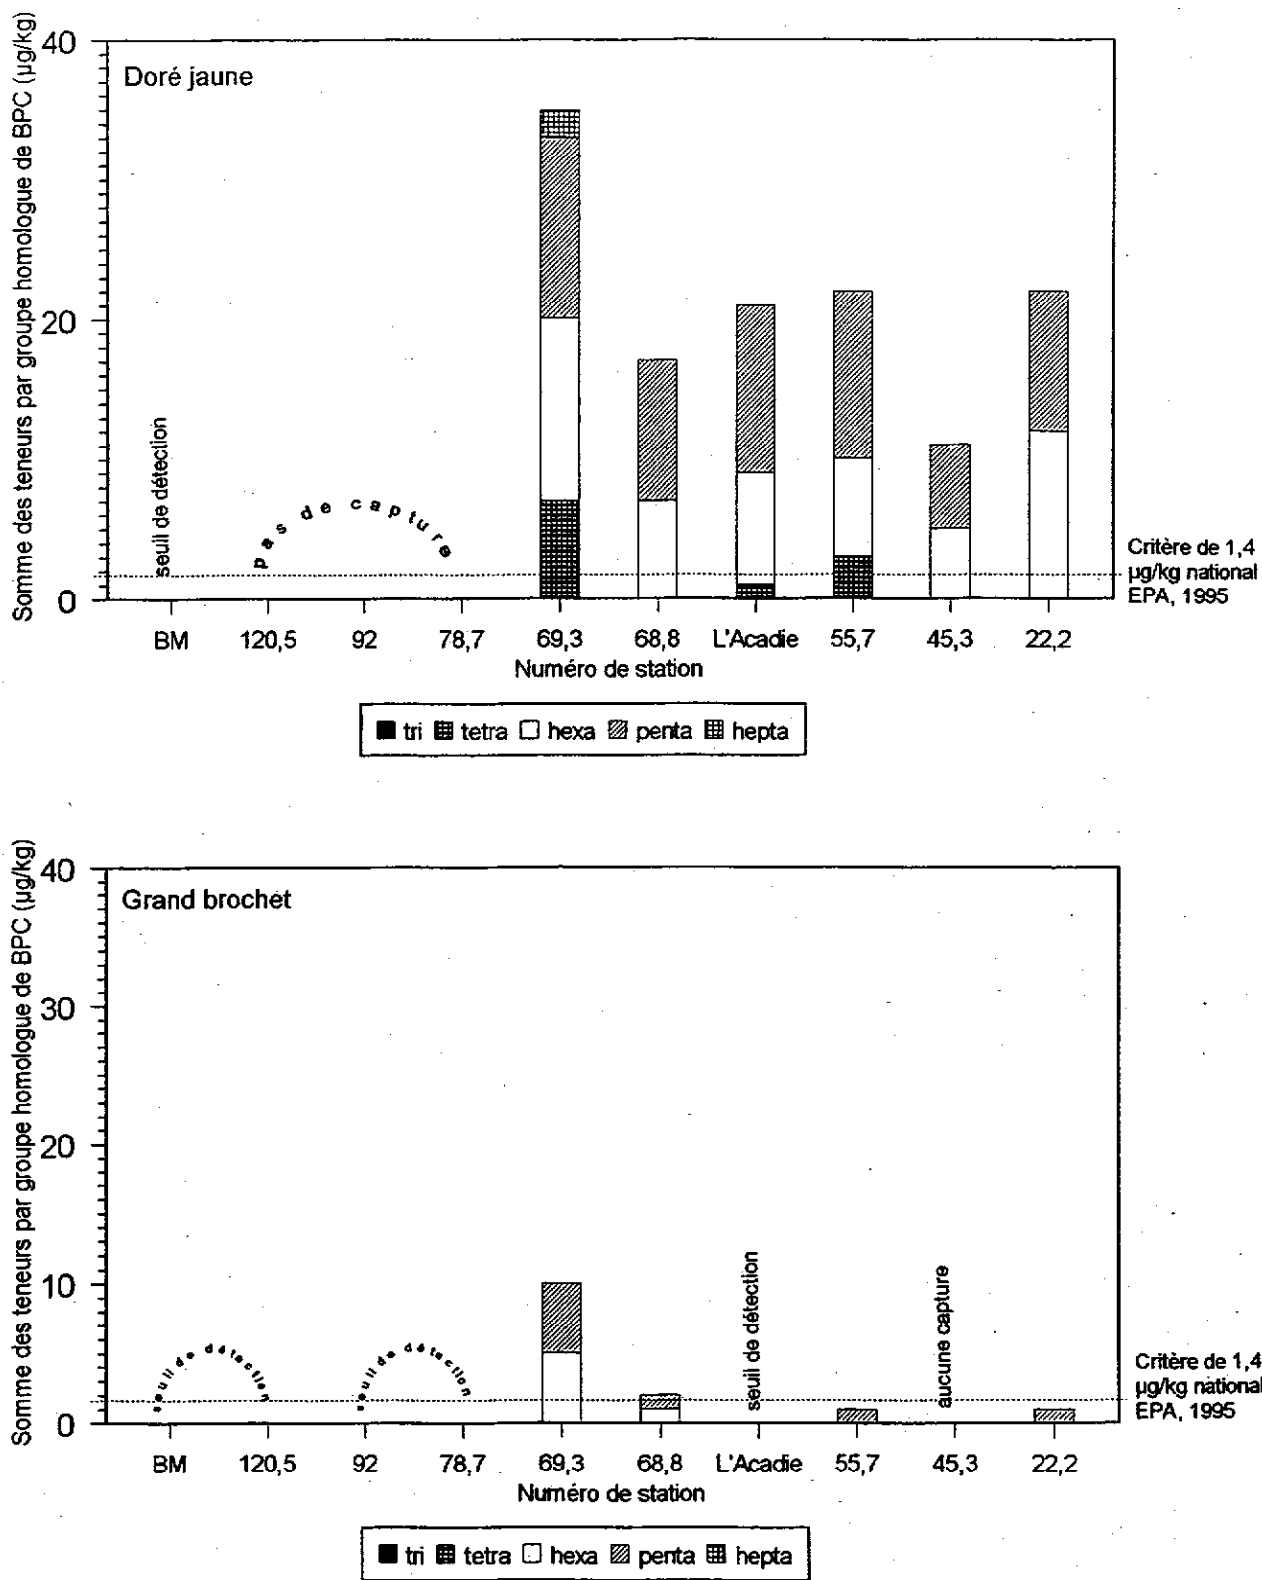 Somme des teneurs par groupe homologue de BPC (µg/kg)
40
20
0
Doré jaune
seuil de détection
pas de capture
Critère de 1,4
µg/kg national
EPA, 1995
BM 120,5 92 78,7 69,3 68,8 L'Acadie 55,7 45,3 22,2
Numéro de station
tri tetra hexa penta hepta
Somme des teneurs par groupe homologue de BPC (µg/kg)
40
30
20
10
0
Grand brochet
seuil de détection
seuil de détection
seuil de détection
aucune capture
Critère de 1,4
µg/kg national
EPA, 1995
BM 120,5 92 78,7 69,3 68,8 L'Acadie 55,7 45,3 22,2
Numéro de station
tri tetra hexa penta hepta